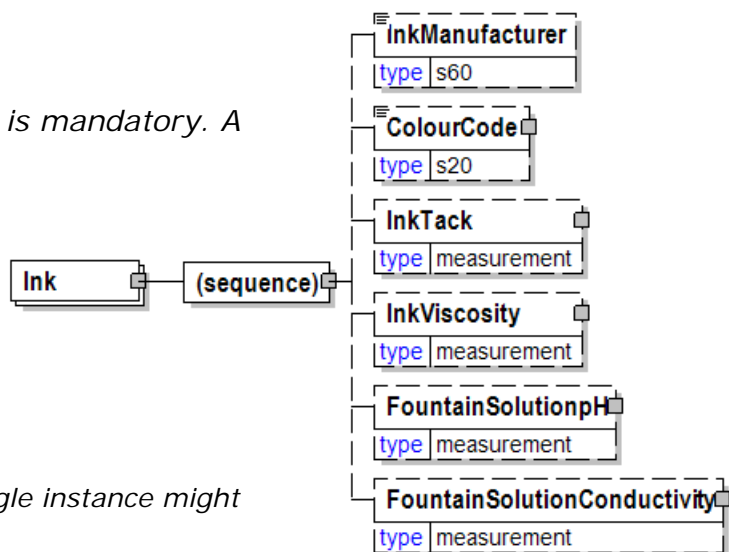 InkManufacturer
type s60
is mandatory. A
ColourCode
type s20
InkTack
type measurement
Ink
(sequence)
InkViscosity
type measurement
FountainSolutionpH
type measurement
gle instance might
FountainSolutionConductivity
type measurement